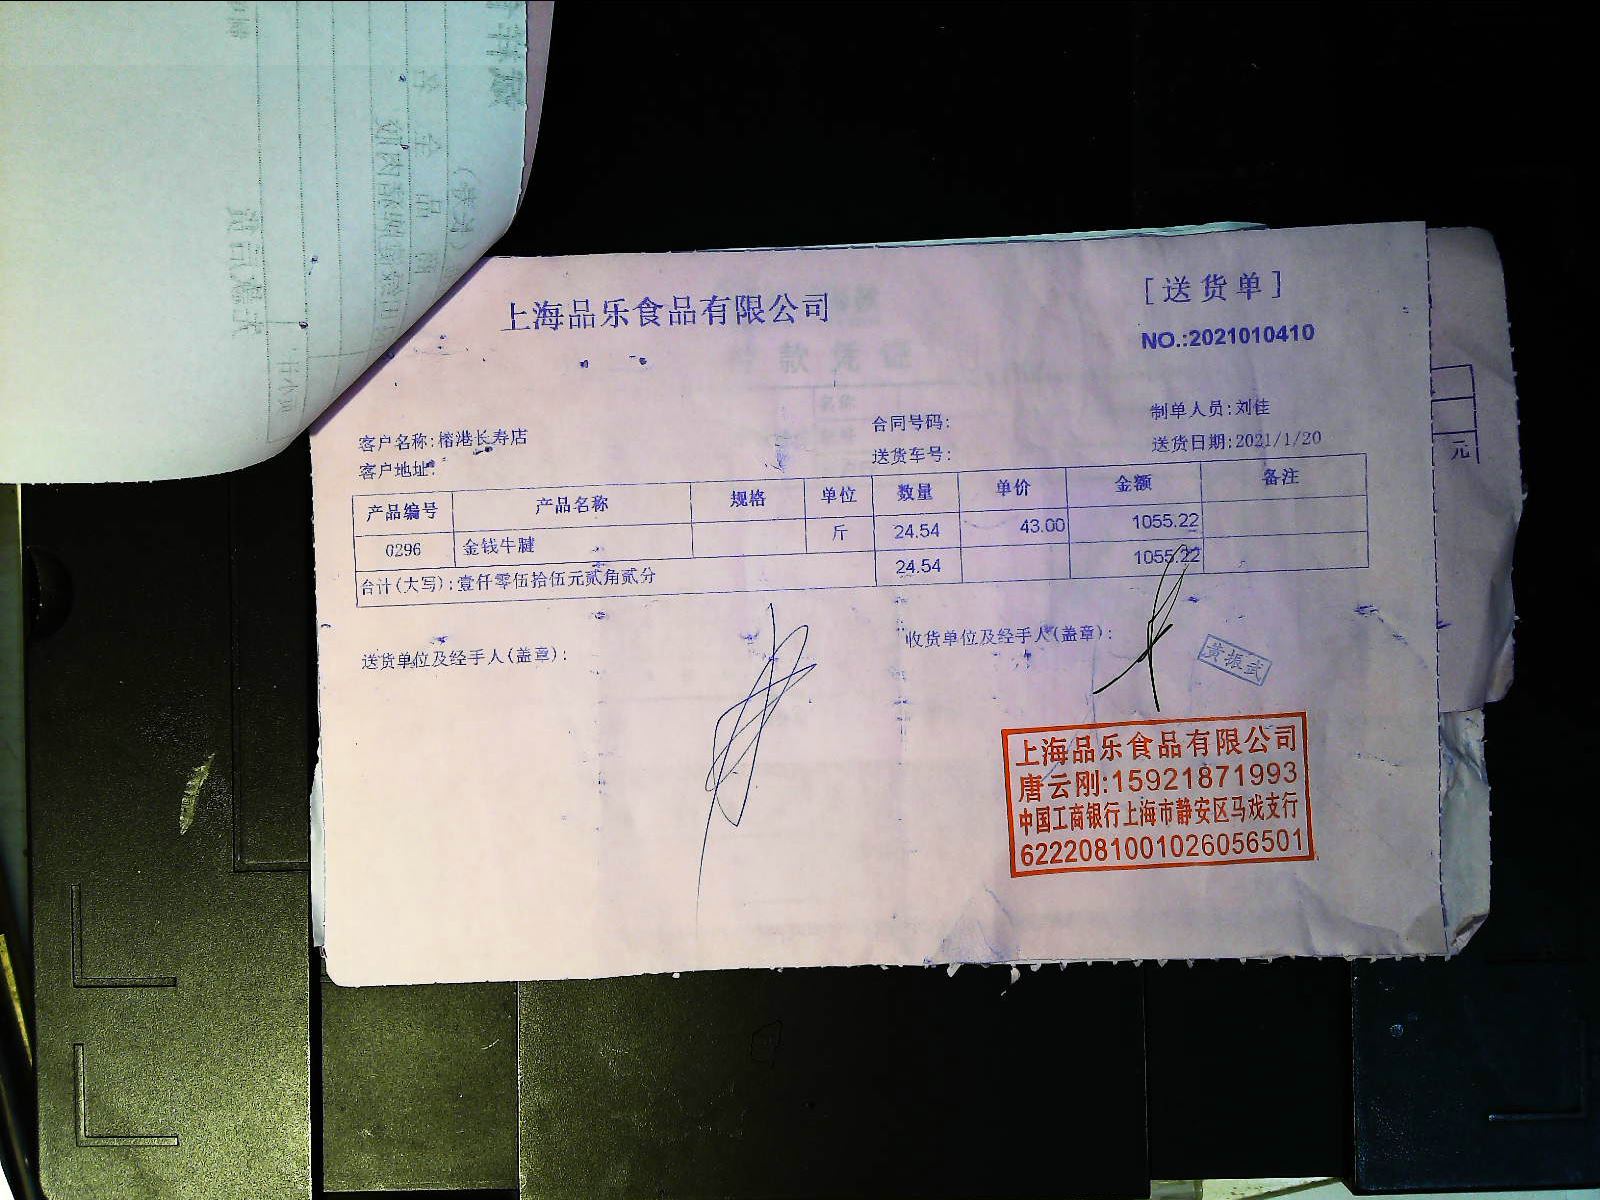 上海品乐食品有限公司
[送货单]
NO.:2021010410
客户名称:榕港长寿店
合同号码:
制单人员:刘佳
客户地址:
送货车号:
送货日期:2021/1/20
产品编号 产品名称 规格 单位 数量 单价 金额 备注
0296 金钱牛腱 斤 24.54 43.00 1055.22
合计(大写):壹仟零伍拾伍元贰角贰分 24.54 1055.22
送货单位及经手人(盖章):
收货单位及经手人(盖章):
黄振武
上海品乐食品有限公司
唐云刚:15921871993
中国工商银行上海市静安区马戏支行
6222081001026056501
元